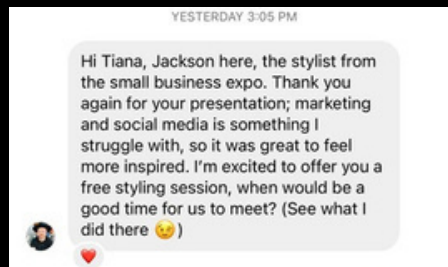 YESTERDAY 3:05 PM
Hi Tiana, Jackson here, the stylist from
the small business expo. Thank you
again for your presentation; marketing
and social media is something I
struggle with, so it was great to feel
more inspired. I'm excited to offer you a
free styling session, when would be a
good time for us to meet? (See what I
did there 😉)